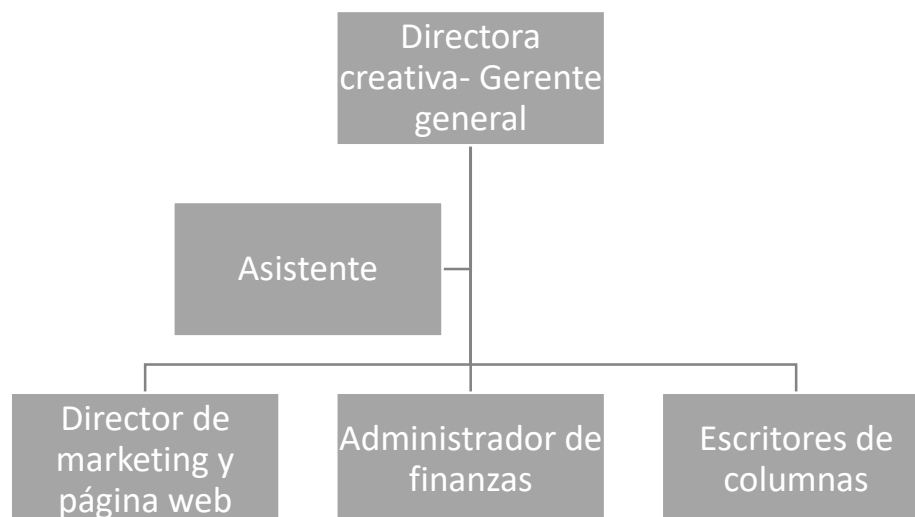 Directora
creativa- Gerente
general
Asistente
Director de
marketing y
página web
Administrador de
finanzas
Escritores de
columnas